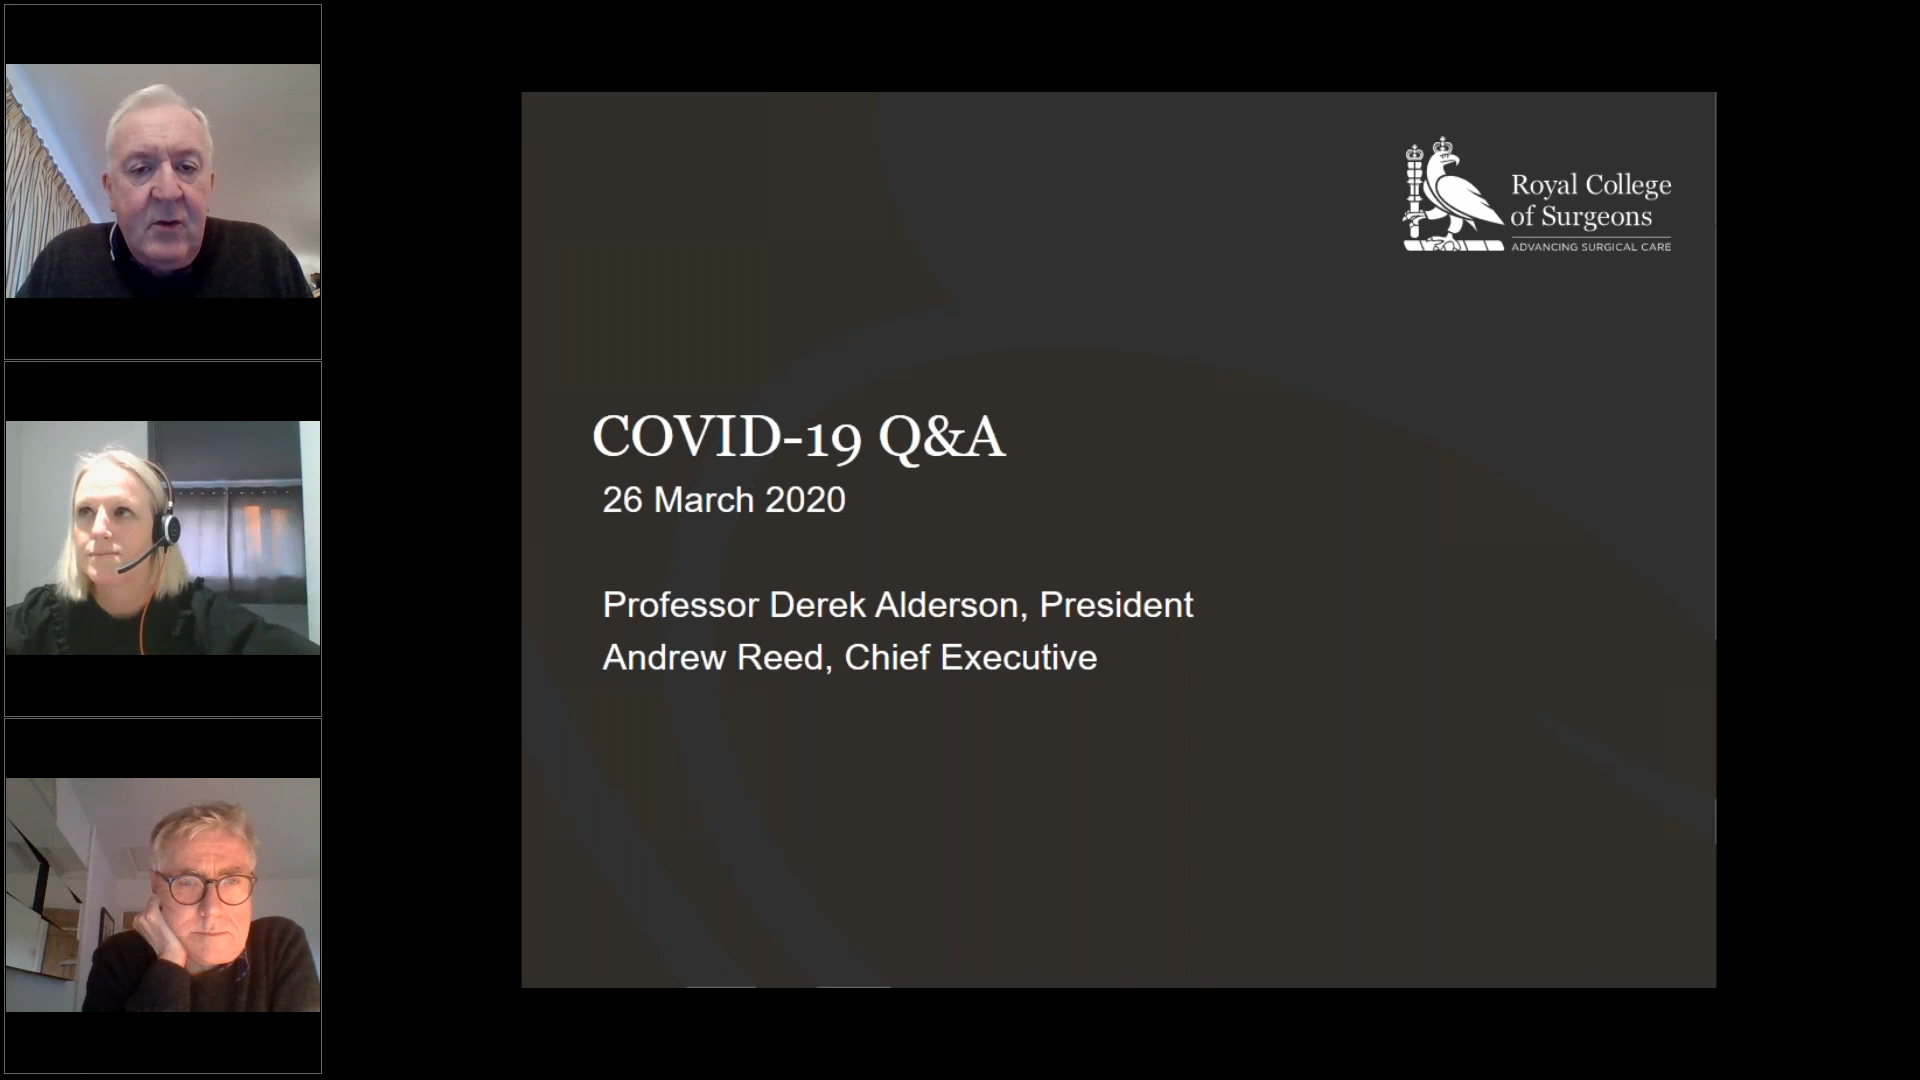 Royal College
of Surgeons
ADVANCING SURGICAL CARE
COVID-19 Q&A
26 March 2020
Professor Derek Alderson, President
Andrew Reed, Chief Executive